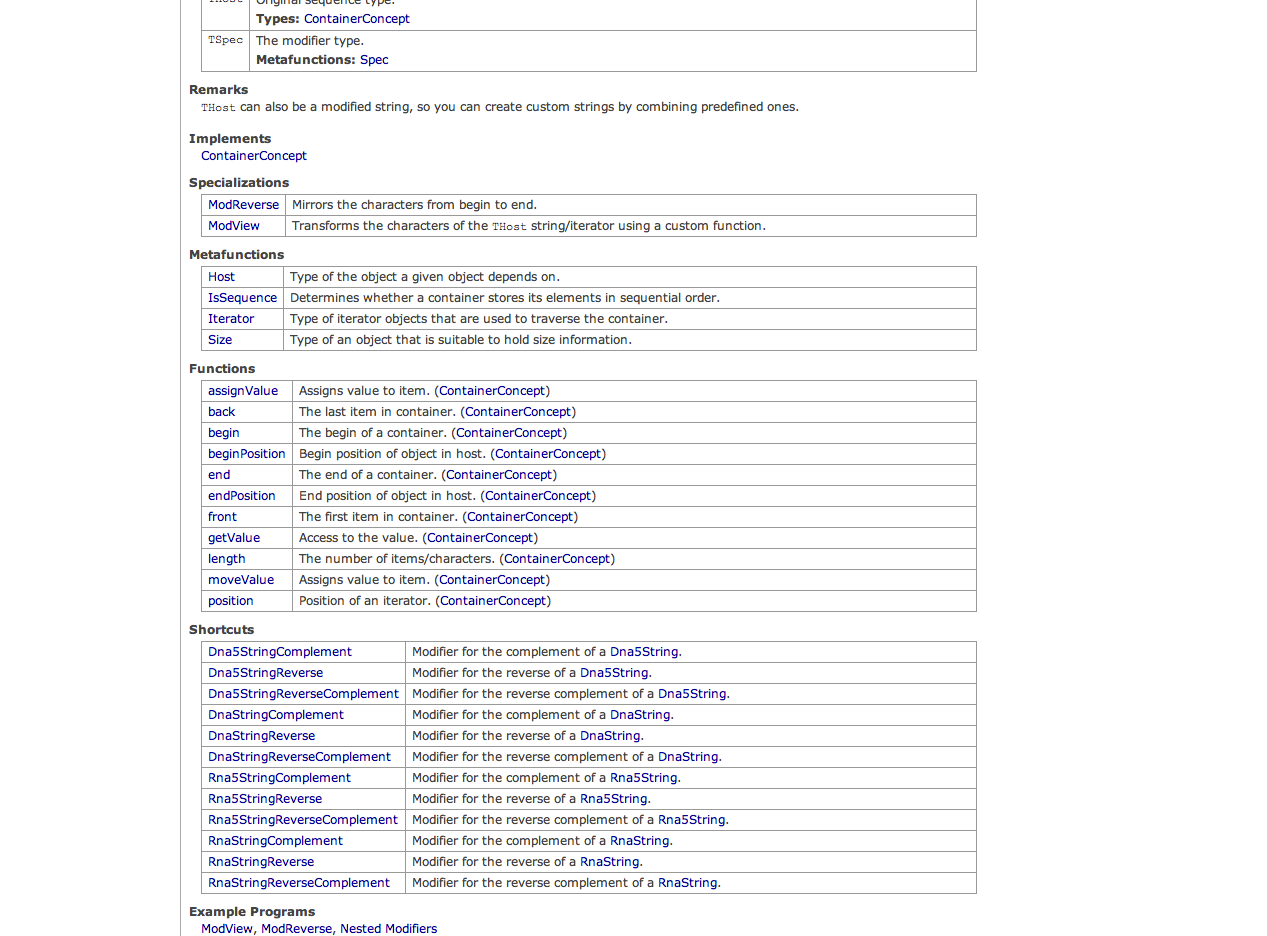 THost Original sequence type.
Types: ContainerConcept
TSpec The modifier type.
Metafunctions: Spec
Remarks
THost can also be a modified string, so you can create custom strings by combining predefined ones.
Implements
ContainerConcept
Specializations
ModReverse Mirrors the characters from begin to end.
ModView Transforms the characters of the THost string/iterator using a custom function.
Metafunctions
Host Type of the object a given object depends on.
IsSequence Determines whether a container stores its elements in sequential order.
Iterator Type of iterator objects that are used to traverse the container.
Size Type of an object that is suitable to hold size information.
Functions
assignValue Assigns value to item. (ContainerConcept)
back The last item in container. (ContainerConcept)
begin The begin of a container. (ContainerConcept)
beginPosition Begin position of object in host. (ContainerConcept)
end The end of a container. (ContainerConcept)
endPosition End position of object in host. (ContainerConcept)
front The first item in container. (ContainerConcept)
getValue Access to the value. (ContainerConcept)
length The number of items/characters. (ContainerConcept)
moveValue Assigns value to item. (ContainerConcept)
position Position of an iterator. (ContainerConcept)
Shortcuts
Dna5StringComplement Modifier for the complement of a Dna5String.
Dna5StringReverse Modifier for the reverse of a Dna5String.
Dna5StringReverseComplement Modifier for the reverse complement of a Dna5String.
DnaStringComplement Modifier for the complement of a DnaString.
DnaStringReverse Modifier for the reverse of a DnaString.
DnaStringReverseComplement Modifier for the reverse complement of a DnaString.
Rna5StringComplement Modifier for the complement of a Rna5String.
Rna5StringReverse Modifier for the reverse of a Rna5String.
Rna5StringReverseComplement Modifier for the reverse complement of a Rna5String.
RnaStringComplement Modifier for the complement of a RnaString.
RnaStringReverse Modifier for the reverse of a RnaString.
RnaStringReverseComplement Modifier for the reverse complement of a RnaString.
Example Programs
ModView, ModReverse, Nested Modifiers